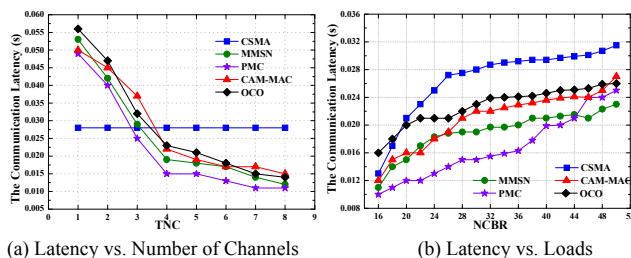 The Communication Latency (s)
0.060
0.055
0.050
0.045
0.040
0.035
0.030
0.025
0.020
0.015
0.010
0.005
0 1 2 3 4 5 6 7 8 9
TNC
CSMA
MMSN
PMC
CAM-MAC
OCO
(a) Latency vs. Number of Channels
The Communication Latency (s)
0.036
0.032
0.028
0.024
0.020
0.016
0.012
0.008
16 20 24 28 32 36 40 44 48 5
NCBR
CSMA
MMSN CAM-MAC
PMC OCO
(b) Latency vs. Loads